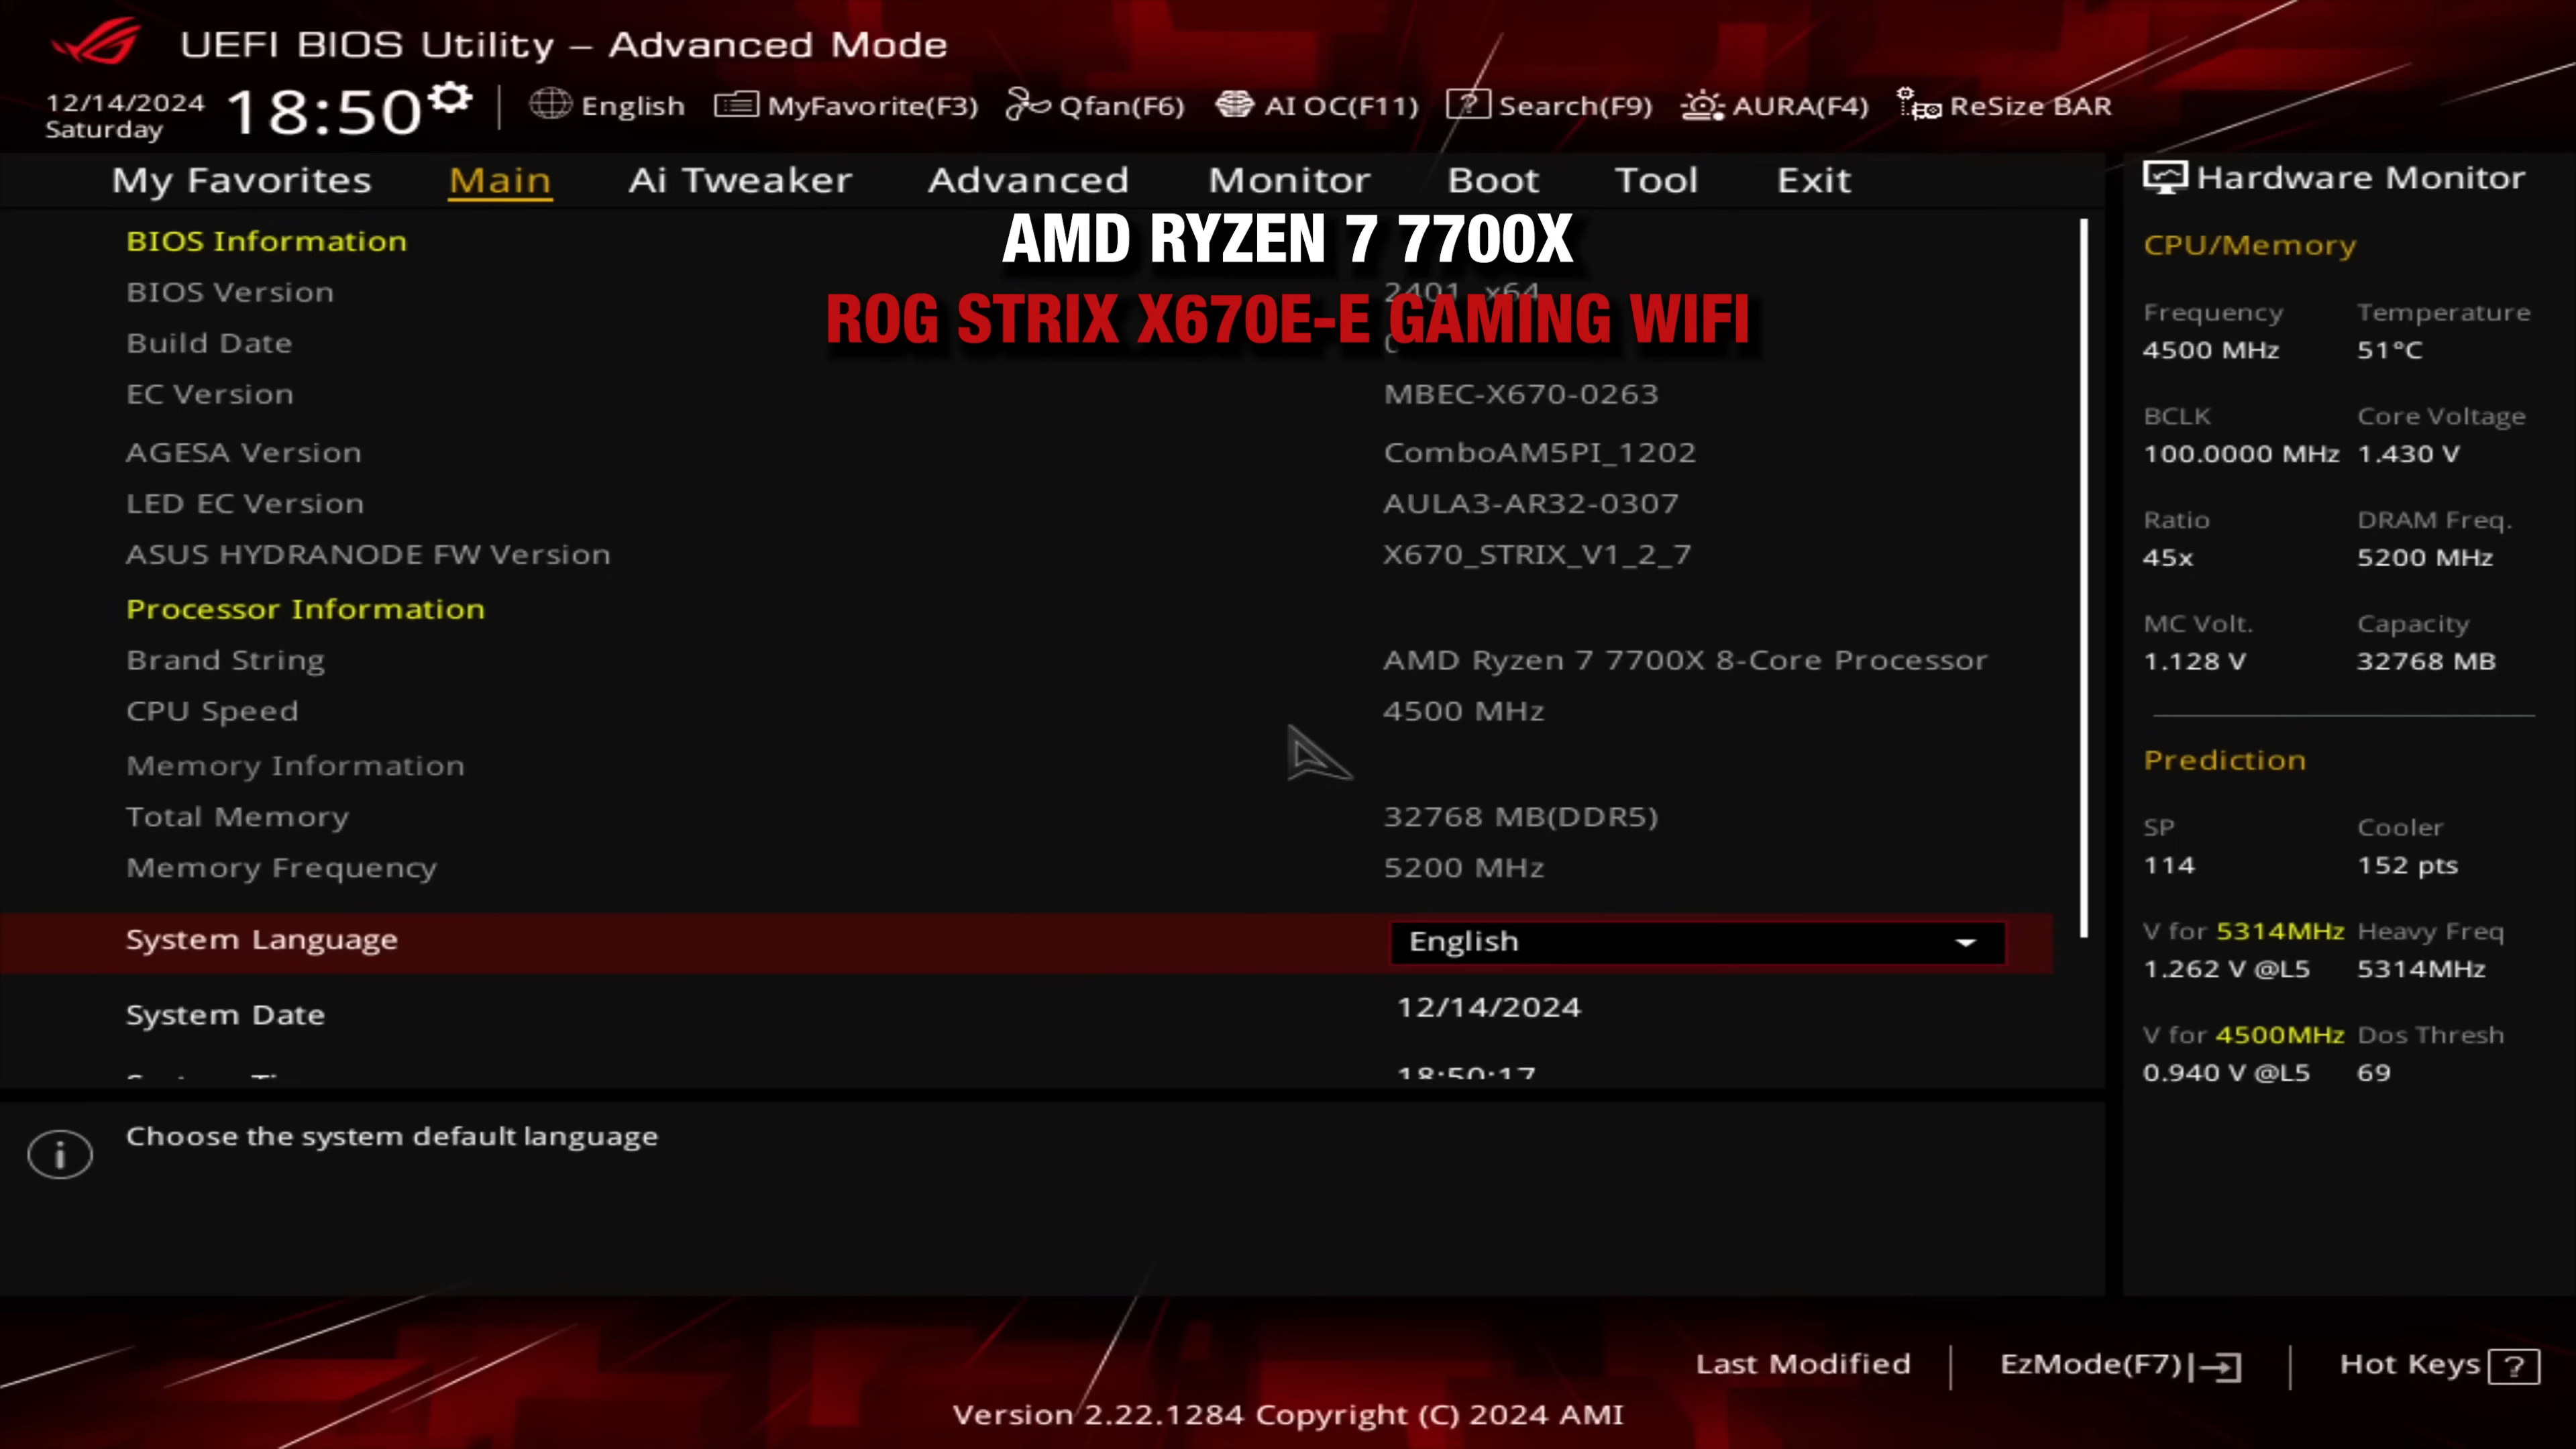 UEFI BIOS Utility – Advanced Mode
12/14/2024
Saturday
18:50
English
MyFavorite(F3)
Qfan(F6)
AI OC(F11)
Search(F9)
AURA(F4)
ReSize BAR
My Favorites
Main
Ai Tweaker
Advanced
Monitor
Boot
Tool
Exit
AMD RYZEN 7 7700X
ROG STRIX X670E-E GAMING WIFI
BIOS Information
BIOS Version 2401 x64
Build Date
EC Version MBEC-X670-0263
AGESA Version ComboAM5PI_1202
LED EC Version AULA3-AR32-0307
ASUS HYDRANODE FW Version X670_STRIX_V1_2_7
Processor Information
Brand String AMD Ryzen 7 7700X 8-Core Processor
CPU Speed 4500 MHz
Memory Information
Total Memory 32768 MB(DDR5)
Memory Frequency 5200 MHz
System Language English
System Date 12/14/2024
18:50:17
Choose the system default language
Hardware Monitor
CPU/Memory
Frequency Temperature
4500 MHz 51°C
BCLK Core Voltage
100.0000 MHz 1.430 V
Ratio DRAM Freq.
45x 5200 MHz
MC Volt. Capacity
1.128 V 32768 MB
Prediction
SP Cooler
114 152 pts
V for 5314MHz Heavy Freq
1.262 V @L5 5314MHz
V for 4500MHz Dos Thresh
0.940 V @L5 69
Last Modified
EzMode(F7)
Hot Keys ?
Version 2.22.1284 Copyright (C) 2024 AMI